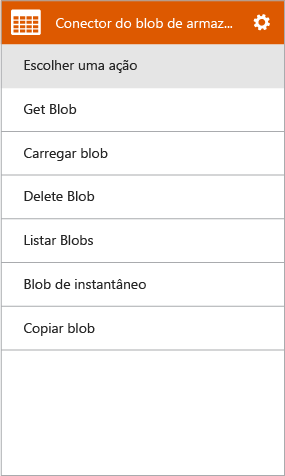 Conector do blob de armaz...
Escolher uma ação
Get Blob
Carregar blob
Delete Blob
Listar Blobs
Blob de instantâneo
Copiar blob